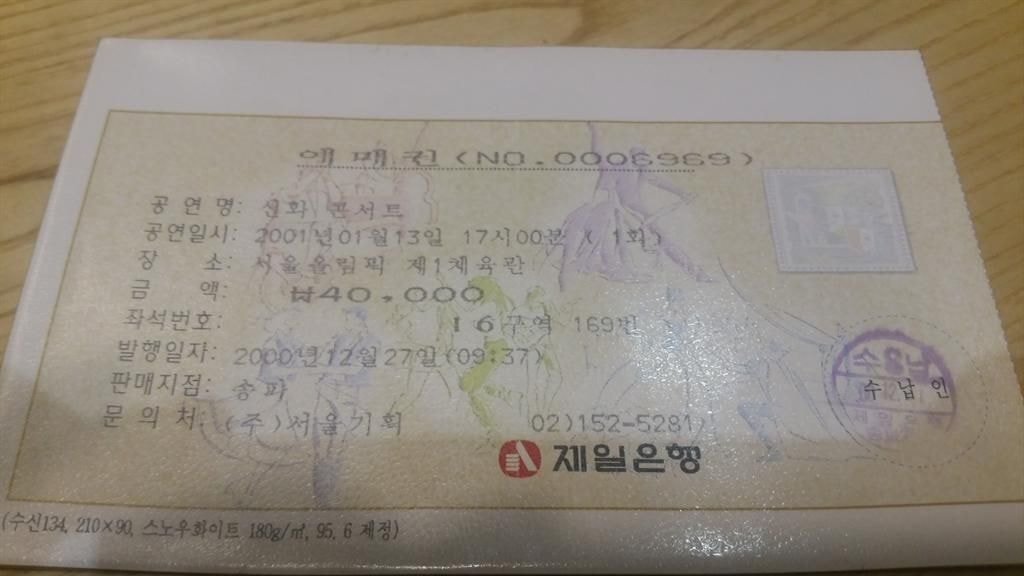 예매권(NO.0006969)
공 연 명: 신화 콘서트
공연일시: 2001년01월13일 17시00분 ( 1회)
장 소: 서울올림픽 제1체육관
금 액: ₩40,000
좌석번호: 16구역 169번
발행일자: 2000년12월27일(09:37)
판매지점: 송파
문 의 처: (주)서울기획 02)152-5281
수 납 인
제일은행
(수신134, 210×90, 스노우화이트 180g/㎡, 95. 6 제정)